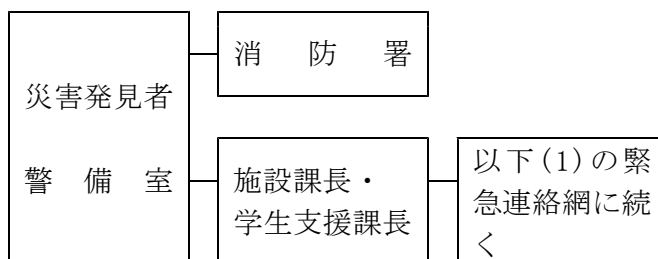 災害発見者
警備室
消防署
施設課長・
学生支援課長
以下(1)の緊
急連絡網に続
く